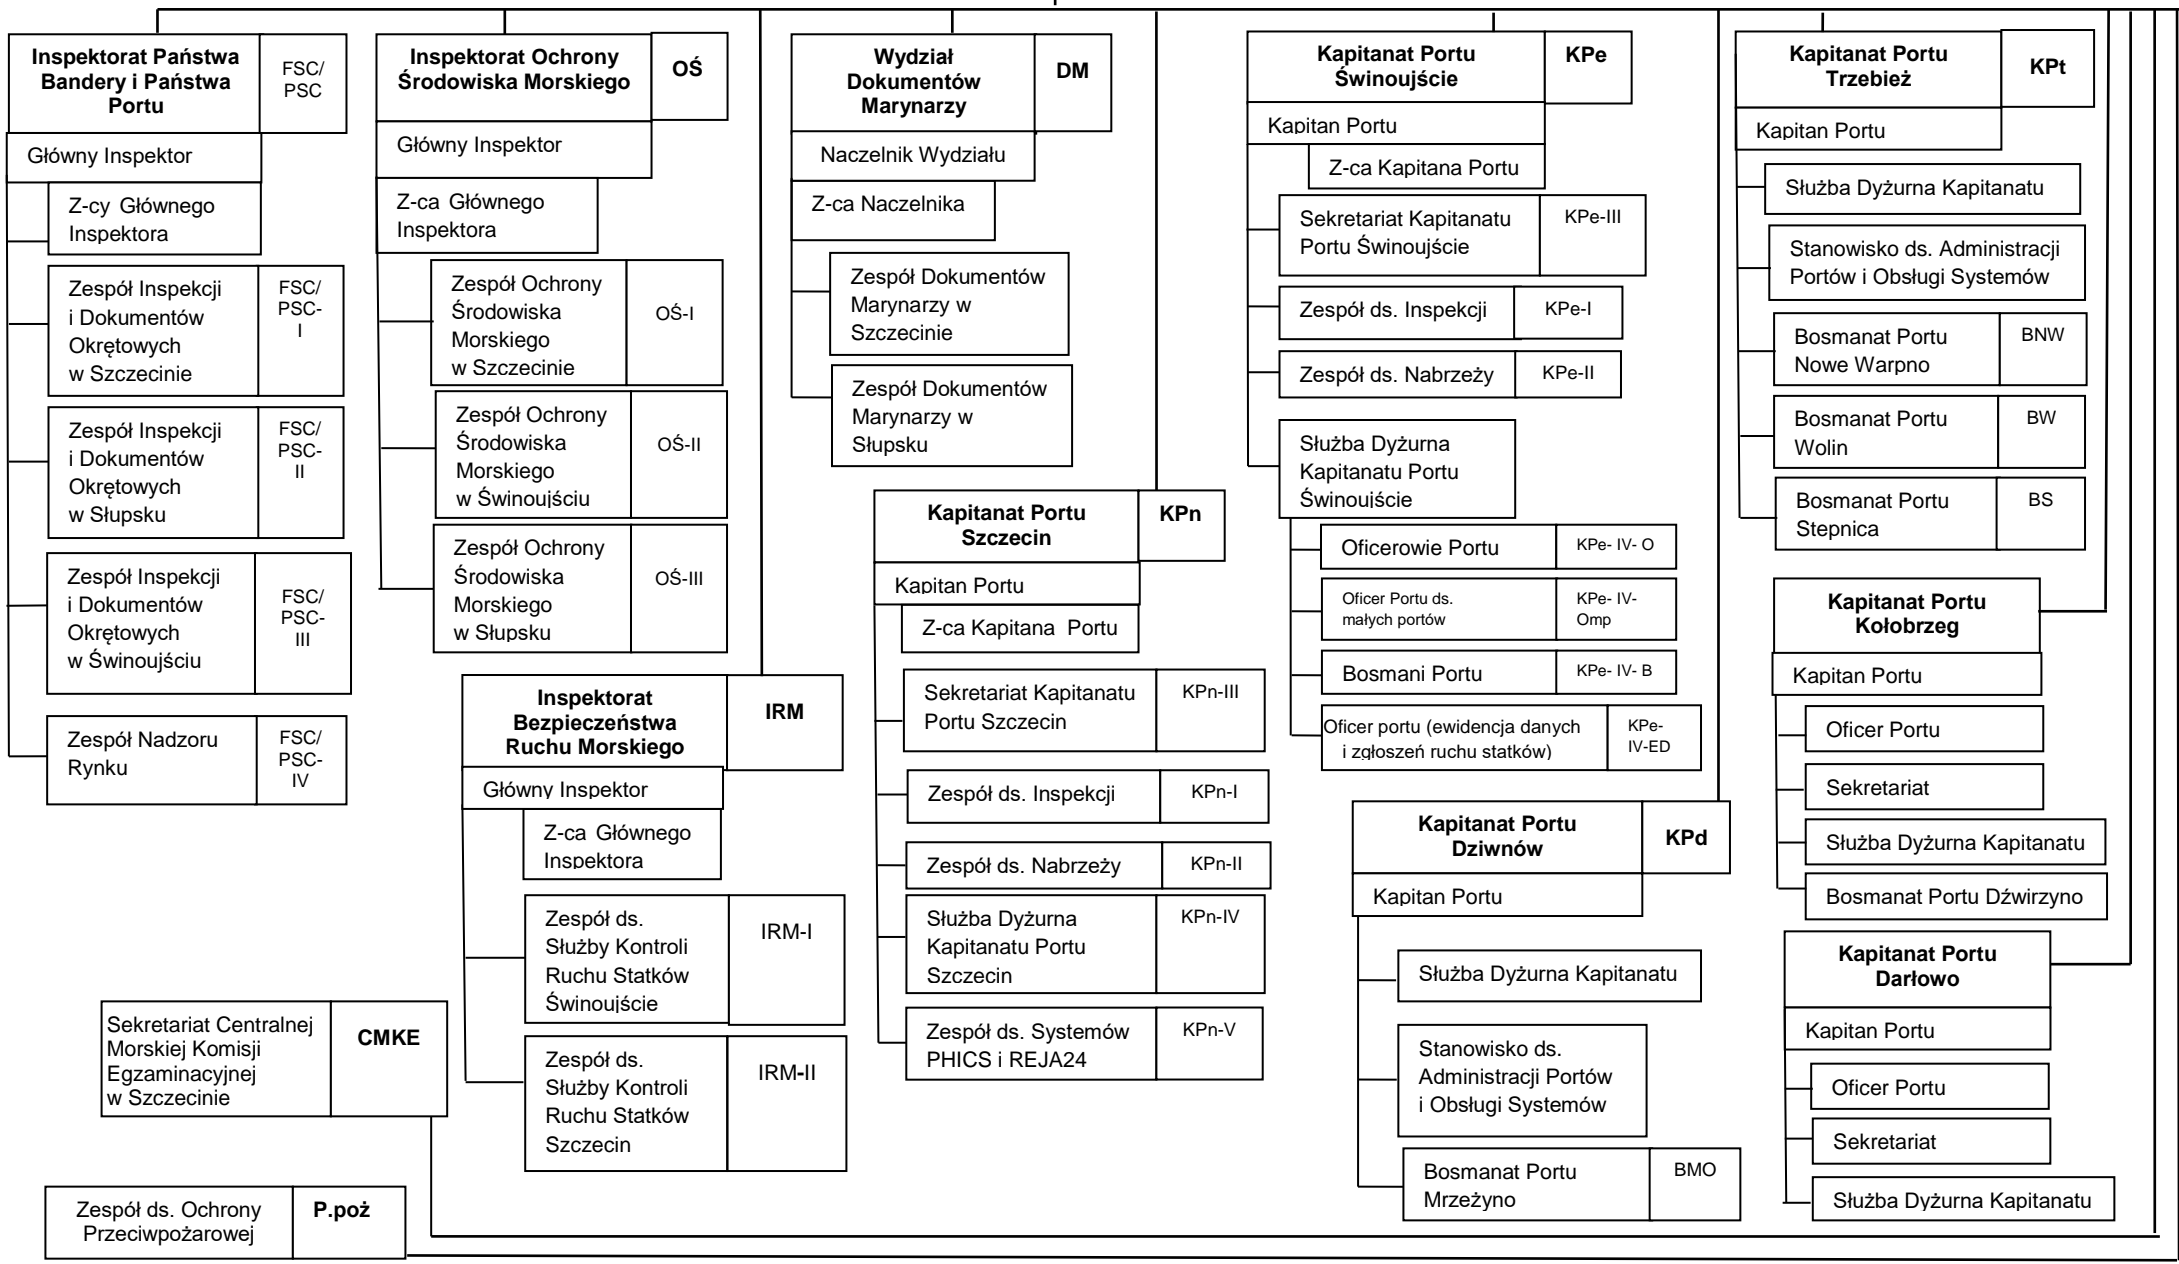 Inspektorat Państwa
Bandery i Państwa
Portu
FSC/
PSC
Główny Inspektor
Z-cy Głównego
Inspektora
Zespół Inspekcji
i Dokumentów
Okrętowych
w Szczecinie
FSC/
PSC-
I
Zespół Inspekcji
i Dokumentów
Okrętowych
w Słupsku
FSC/
PSC-
II
Zespół Inspekcji
i Dokumentów
Okrętowych
w Świnoujściu
FSC/
PSC-
III
Zespół Nadzoru
Rynku
FSC/
PSC-
IV
Inspektorat Ochrony
Środowiska Morskiego
OŚ
Główny Inspektor
Z-ca Głównego
Inspektora
Zespół Ochrony
Środowiska
Morskiego
w Szczecinie
OŚ-I
Zespół Ochrony
Środowiska
Morskiego
w Świnoujściu
OŚ-II
Zespół Ochrony
Środowiska
Morskiego
w Słupsku
OŚ-III
Inspektorat
Bezpieczeństwa
Ruchu Morskiego
IRM
Główny Inspektor
Z-ca Głównego
Inspektora
Zespół ds.
Służby Kontroli
Ruchu Statków
Świnoujście
IRM-I
Zespół ds.
Służby Kontroli
Ruchu Statków
Szczecin
IRM-II
Sekretariat Centralnej
Morskiej Komisji
Egzaminacyjnej
w Szczecinie
CMKE
Zespół ds. Ochrony
Przeciwpożarowej
P.poż
Wydział
Dokumentów
Marynarzy
DM
Naczelnik Wydziału
Z-ca Naczelnika
Zespół Dokumentów
Marynarzy w
Szczecinie
Zespół Dokumentów
Marynarzy w
Słupsku
Kapitanat Portu
Szczecin
KPn
Kapitan Portu
Z-ca Kapitana Portu
Sekretariat Kapitanatu
Portu Szczecin
KPn-III
Zespół ds. Inspekcji
KPn-I
Zespół ds. Nabrzeży
KPn-II
Służba Dyżurna
Kapitanatu Portu
Szczecin
KPn-IV
Zespół ds. Systemów
PHICS i REJA24
KPn-V
Kapitanat Portu
Świnoujście
KPe
Kapitan Portu
Z-ca Kapitana Portu
Sekretariat Kapitanatu
Portu Świnoujście
KPe-III
Zespół ds. Inspekcji
KPe-I
Zespół ds. Nabrzeży
KPe-II
Służba Dyżurna
Kapitanatu Portu
Świnoujście
Oficerowie Portu
KPe- IV- O
Oficer Portu ds.
małych portów
KPe- IV-
Omp
Bosmani Portu
KPe- IV- B
Oficer portu (ewidencja danych
i zgłoszeń ruchu statków)
KPe-
IV-ED
Kapitanat Portu
Dziwnów
KPd
Kapitan Portu
Służba Dyżurna Kapitanatu
Stanowisko ds.
Administracji Portów
i Obsługi Systemów
Bosmanat Portu
Mrzeżyno
BMO
Kapitanat Portu
Trzebież
KPt
Kapitan Portu
Służba Dyżurna Kapitanatu
Stanowisko ds. Administracji
Portów i Obsługi Systemów
Bosmanat Portu
Nowe Warpno
BNW
Bosmanat Portu
Wolin
BW
Bosmanat Portu
Stepnica
BS
Kapitanat Portu
Kołobrzeg
Kapitan Portu
Oficer Portu
Sekretariat
Służba Dyżurna Kapitanatu
Bosmanat Portu Dźwirzyno
Kapitanat Portu
Darłowo
Kapitan Portu
Oficer Portu
Sekretariat
Służba Dyżurna Kapitanatu